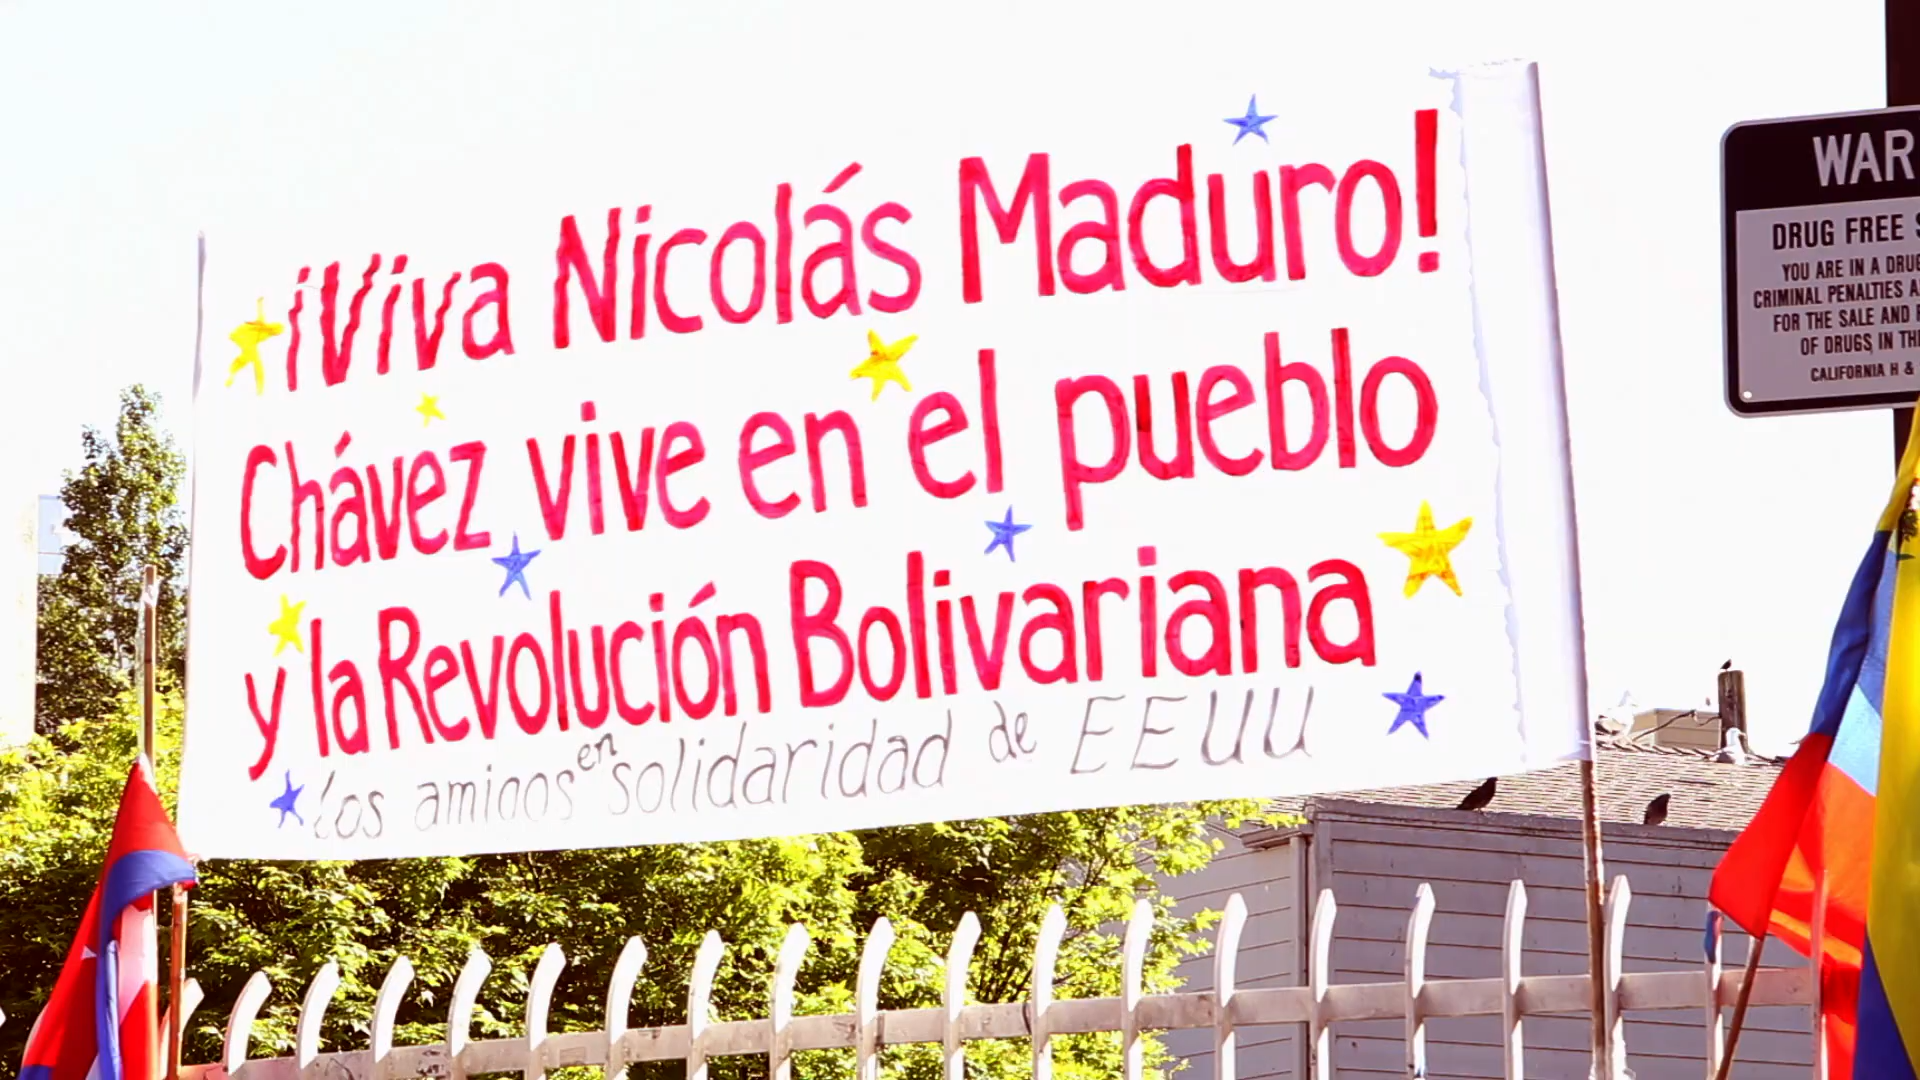 ¡Viva Nicolás Maduro!
Chávez vive en el pueblo
y la Revolución Bolivariana
los amigos en solidaridad de EEUU
WAR
DRUG FREE
YOU ARE IN A DRUG
CRIMINAL PENALTIES
FOR THE SALE AND
OF DRUGS IN TH
CALIFORNIA H &